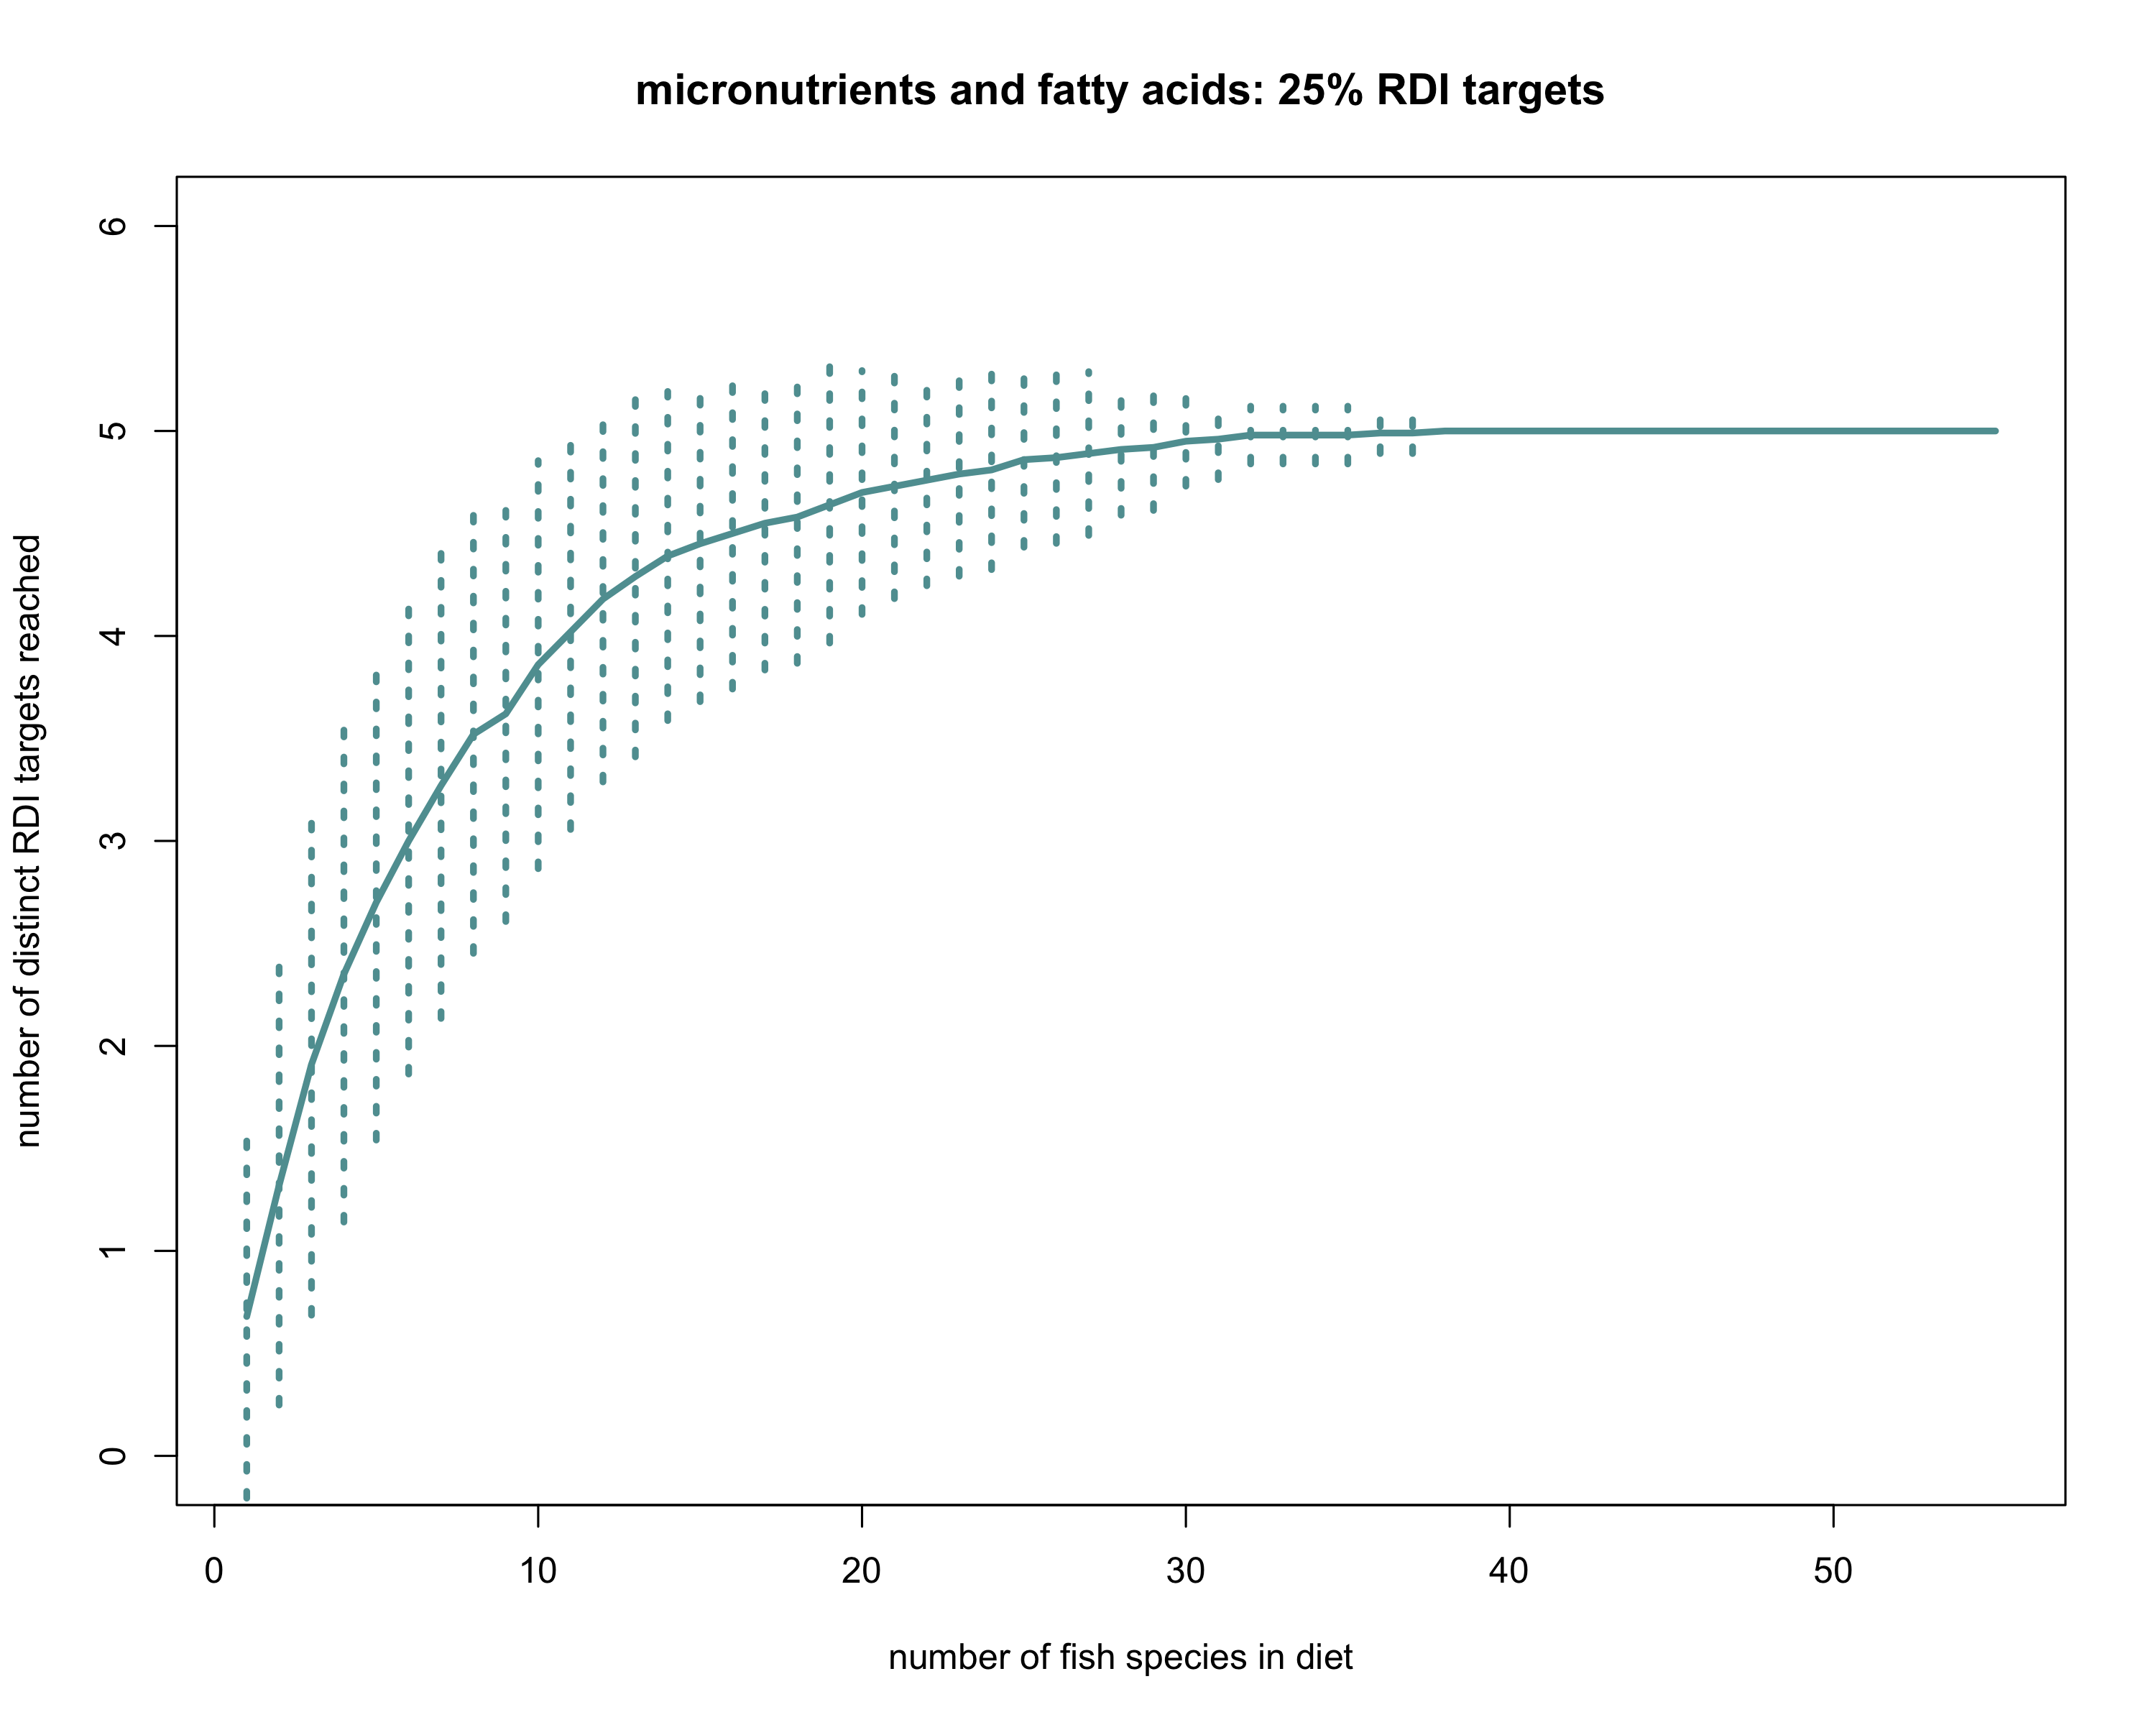 micronutrients and fatty acids: 25% RDI targets
number of distinct RDI targets reached
6
5
4
3
2
1
0
0 10 20 30 40 50
number of fish species in diet